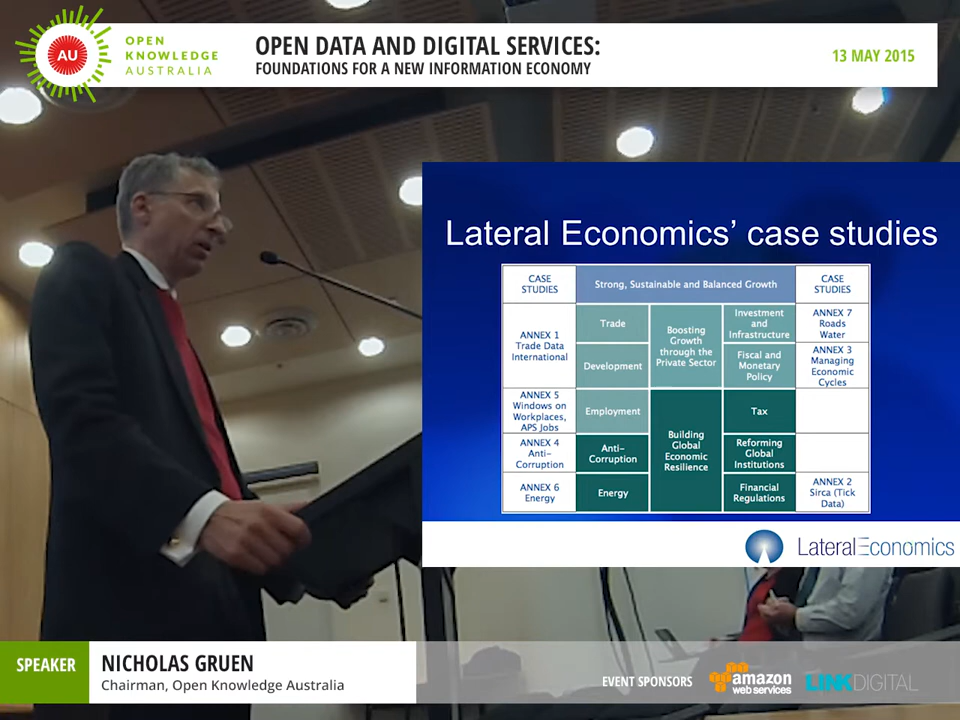 AU
OPEN
KNOWLEDGE
AUSTRALIA
OPEN DATA AND DIGITAL SERVICES:
FOUNDATIONS FOR A NEW INFORMATION ECONOMY
13 MAY 2015
Lateral Economics’ case studies
CASE
STUDIES
Strong, Sustainable and Balanced Growth
CASE
STUDIES
ANNEX 1
Trade Data
International
Trade
Development
Boosting
Growth
through the
Private Sector
Investment
and
Infrastructure
Fiscal and
Monetary
Policy
ANNEX 7
Roads
Water
ANNEX 3
Managing
Economic
Cycles
ANNEX 5
Windows on
Workplaces,
APS Jobs
Employment
Building
Global
Economic
Resilience
Tax
ANNEX 4
Anti-
Corruption
Anti-
Corruption
Reforming
Global
Institutions
ANNEX 6
Energy
Energy
Financial
Regulations
ANNEX 2
Sirca (Tick
Data)
LateralEconomics
SPEAKER
NICHOLAS GRUEN
Chairman, Open Knowledge Australia
EVENT SPONSORS
amazon
web services
LINKDIGITAL